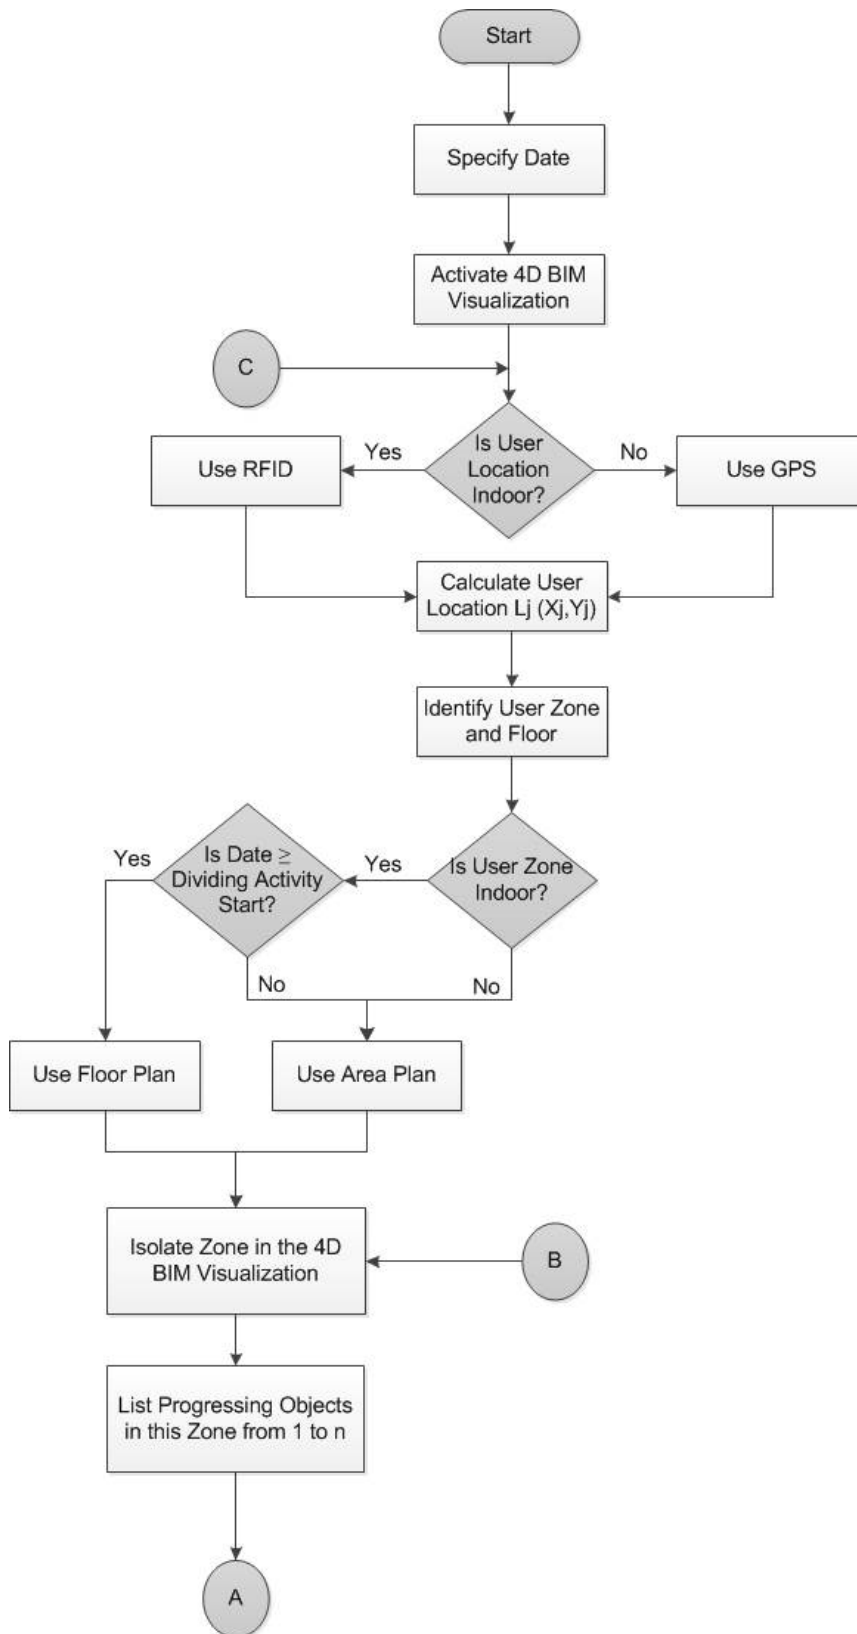 Start
Specify Date
Activate 4D BIM
Visualization
C
Is User
Location
Indoor?
Yes
No
Use RFID
Use GPS
Calculate User
Location Lj (Xj,Yj)
Identify User Zone
and Floor
Is User Zone
Indoor?
Yes
No
Is Date ≥
Dividing Activity
Start?
Yes
No
Use Floor Plan
Use Area Plan
Isolate Zone in the 4D
BIM Visualization
B
List Progressing Objects
in this Zone from 1 to n
A